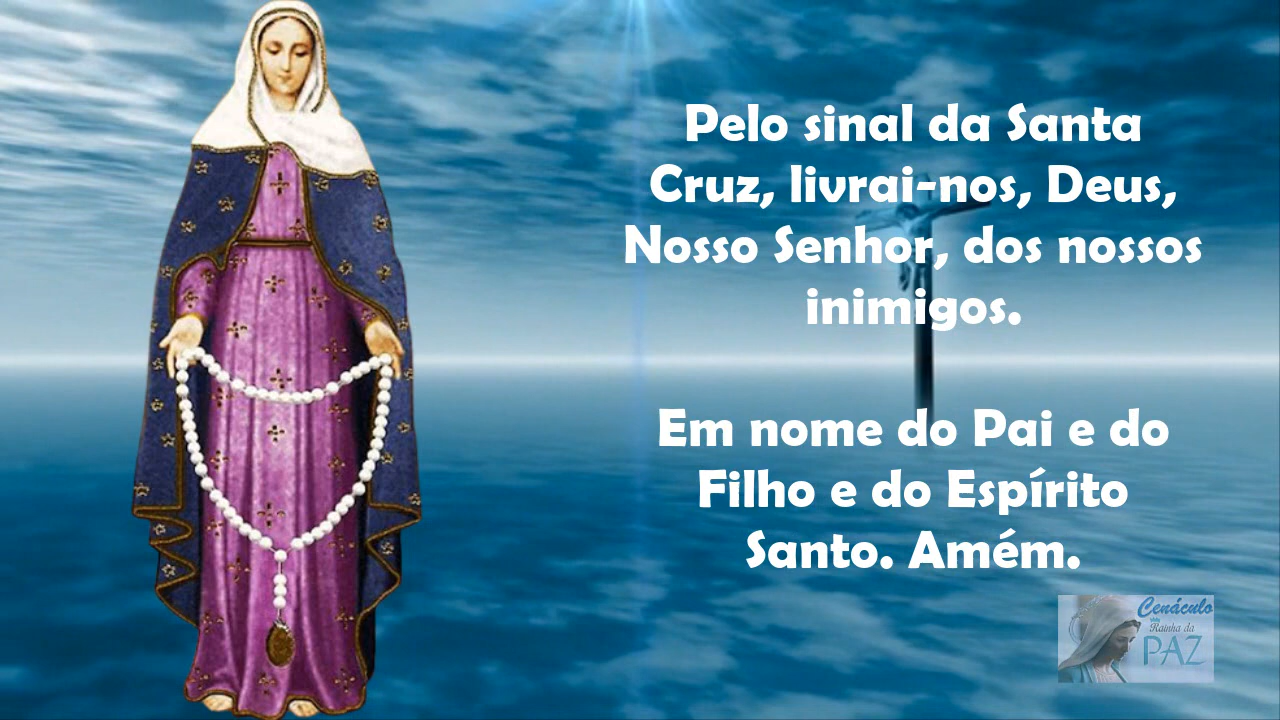 Pelo sinal da Santa
Cruz, livrai-nos, Deus,
Nosso Senhor, dos nossos
inimigos.
Em nome do Pai e do
Filho e do Espírito
Santo. Amém.
Cenáculo
Rainha da
PAZ